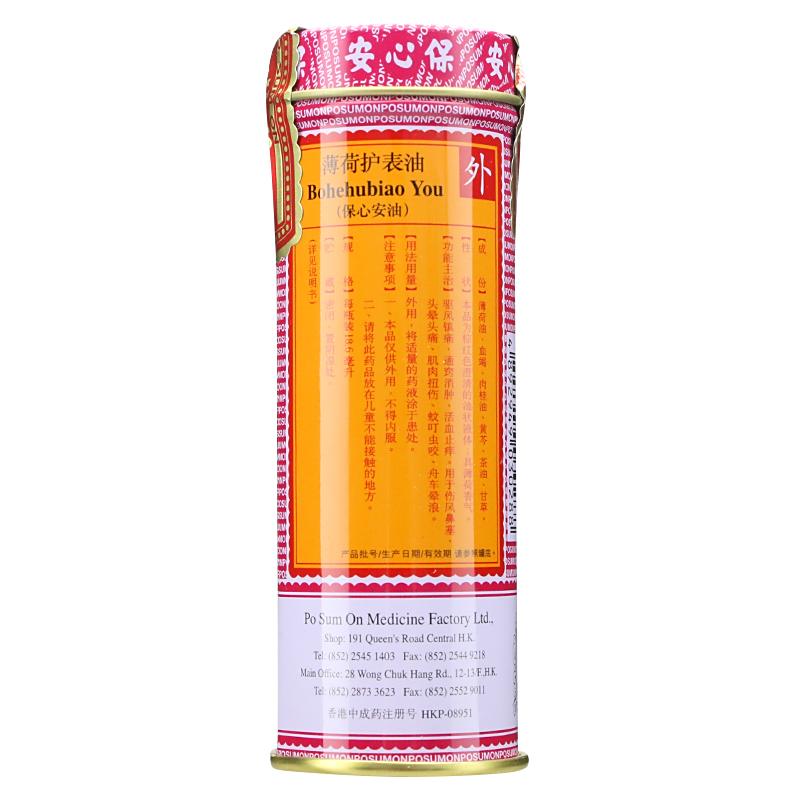 安心保 安
SUMONPOSUMONPOSUMONPOSUMON
薄荷护表油
外
Bohehubiao You
(保心安油)
【成 份】薄荷油、血竭、肉桂油、黄芩、茶油、甘草。
【性 状】本品为棕红色澄清的油状液体；具薄荷香气。
【功能主治】驱风镇痛，通窍消肿，活血止痒。用于伤风鼻塞，
头晕头痛，肌肉扭伤，蚊叮虫咬，舟车晕浪。
【用法用量】外用，将适量的药液涂于患处。
【注意事项】一、本品仅供外用，不得内服。
二、请将此药品放在儿童不能接触的地方。
【规 格】每瓶装18.6毫升
【贮 藏】密闭，置阴凉处。
(详见说明书)
产品批号/生产日期/有效期 请参照罐底。
Po Sum On Medicine Factory Ltd.,
Shop: 191 Queen's Road Central H.K.
Tel: (852) 2545 1403 Fax: (852) 2544 9218
Main Office: 28 Wong Chuk Hang Rd., 12-13/F.,H.K.
Tel: (852) 2873 3623 Fax: (852) 2552 9011
香港中成药注册号 HKP-08951
POSUMONPOSUMONPOSUMONPOSUMON